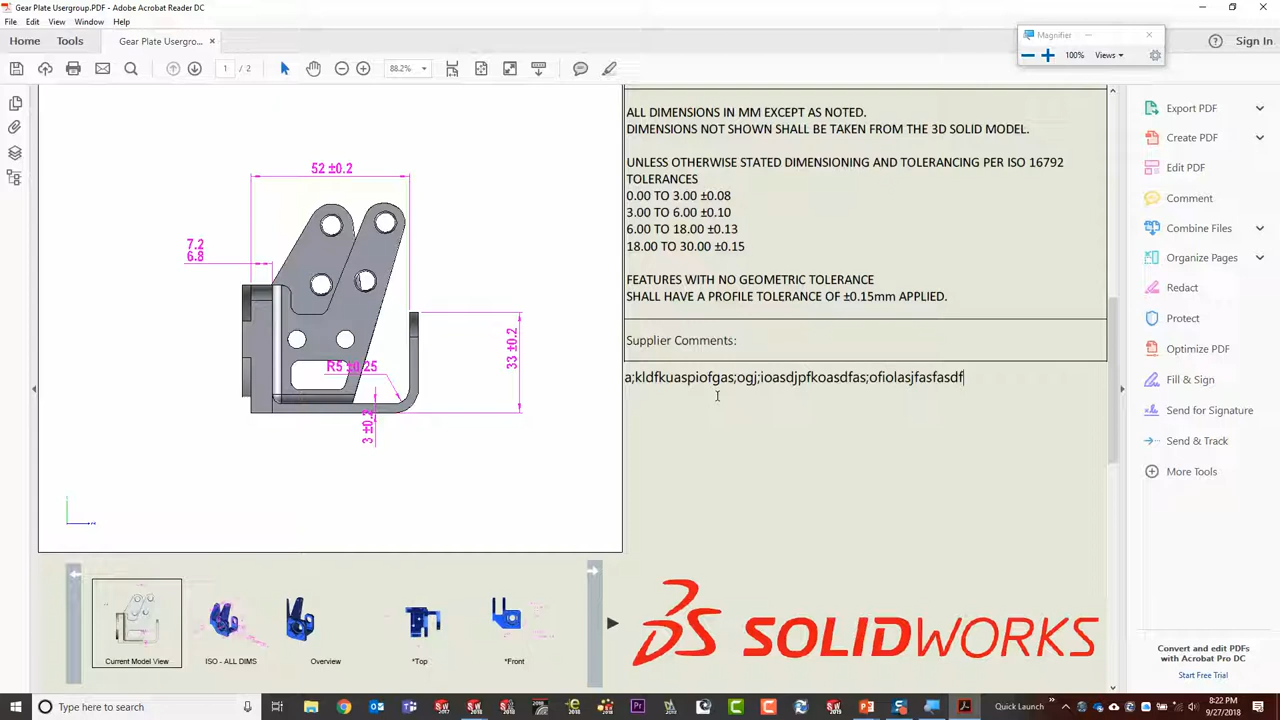 Gear Plate Usergroup.PDF - Adobe Acrobat Reader DC
File Edit View Window Help
Home Tools Gear Plate Usergro... ×
Magnifier
100% Views
Sign In
1 / 2 88.2%
ALL DIMENSIONS IN MM EXCEPT AS NOTED.
DIMENSIONS NOT SHOWN SHALL BE TAKEN FROM THE 3D SOLID MODEL.
UNLESS OTHERWISE STATED DIMENSIONING AND TOLERANCING PER ISO 16792
TOLERANCES
0.00 TO 3.00 ±0.08
3.00 TO 6.00 ±0.10
6.00 TO 18.00 ±0.13
18.00 TO 30.00 ±0.15
FEATURES WITH NO GEOMETRIC TOLERANCE
SHALL HAVE A PROFILE TOLERANCE OF ±0.15mm APPLIED.
Supplier Comments:
a;kldfkuaspiofgas;ogj;ioasdjpfkoasdfas;ofiolasjfasfasdf
52 ±0.2
7.2
6.8
R5 ±0.25
33 ±0.2
3 ±0.2
Current Model View
ISO - ALL DIMS
Overview
*Top
*Front
SOLIDWORKS
Export PDF
Create PDF
Edit PDF
Comment
Combine Files
Organize Pages
Redact
Protect
Optimize PDF
Fill & Sign
Send for Signature
Send & Track
More Tools
Convert and edit PDFs
with Acrobat Pro DC
Start Free Trial
Type here to search
Quick Launch
8:22 PM
9/27/2018